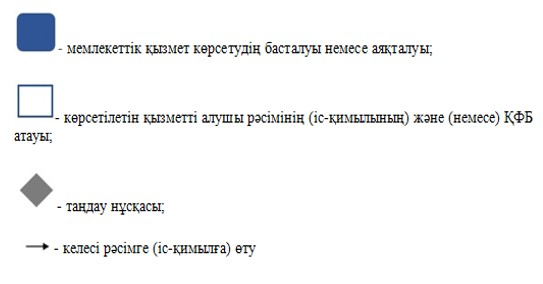 - мемлекеттік қызмет көрсетудің басталуы немесе аяқталуы;
- көрсетілетін қызметті алушы рәсімінің (іс-қимылының) және (немесе) ҚФБ
атауы;
- таңдау нұсқасы;
- келесі рәсімге (іс-қимылға) өту